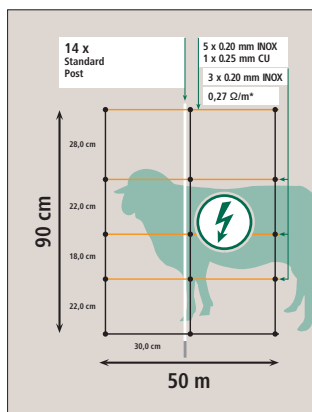 14 x
Standard
Post
5 x 0.20 mm INOX
1 x 0.25 mm CU
3 x 0.20 mm INOX
0,27 Ω/m*
28,0 cm
22,0 cm
18,0 cm
22,0 cm
90 cm
30,0 cm
50 m